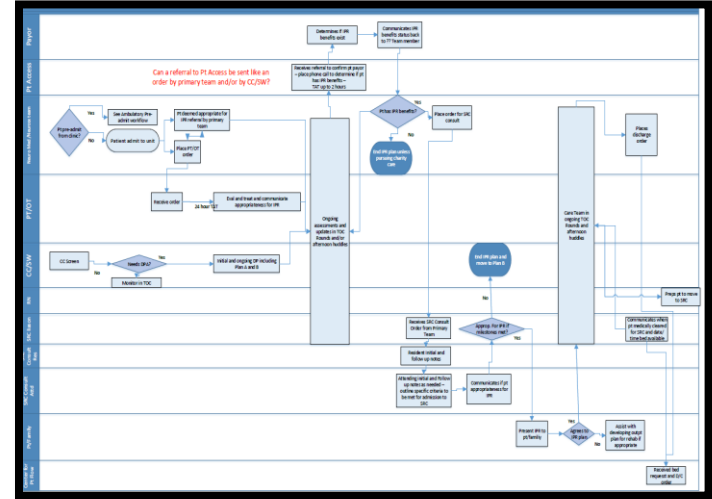 Payor
Determines if IPR
benefits exist
Communicates IPR
benefits status back
to ?? Team member
Pt Access
Can a referral to Pt Access be sent like an
order by primary team and/or by CC/SW?
Receives referral to confirm pt payor
– place phone call to determine if pt
has IPR benefits –
TAT up to 2 hours
Pt pre-admit
from clinic?
Yes
See Ambulatory Pre-
admit workflow
No
Patient admit to unit
Pt deemed appropriate for
IPR referral by primary
team
Place PT/OT
order
Pt has IPR benefits?
Yes
Place order for SRC
consult
No
End IPR plan unless
pursuing charity
care
Places
discharge
order
PT/OT
Receive order
24 hour TAT
Eval and treat and communicate
appropriateness for IPR
Ongoing
assessments and
updates in TOC
Rounds and/or
afternoon huddles
Care Team in
ongoing TOC
Rounds and
afternoon
huddles
CC/SW
CC Screen
No
Needs DPA?
Yes
Initial and ongoing DP including
Plan A and B
Monitor in TOC
End IPR plan and
move to Plan B
No
Preps pt to move
to SRC
Receives SRC Consult
Order from Primary
Team
Approp. For IPR if
milestones met?
Yes
Communicates when
pt medically cleared
for SRC and date/
time bed available
Resident initial and
follow up notes
Attending initial and follow
up notes as needed –
outline specific criteria to
be met for admission to
SRC
Communicates if pt
appropriateness for
IPR
Pt/Family
Present IPR to
pt/family
Yes
Agrees to
IPR plan
No
Assist with
developing outpt
plan for rehab if
appropriate
Received bed
request and D/C
order